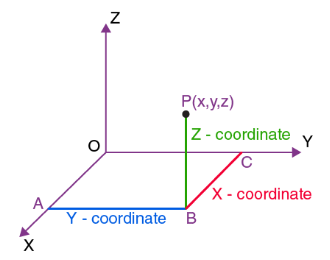 Z
P(x,y,z)
Z - coordinate
O
Y
C
X - coordinate
A
Y - coordinate
B
X